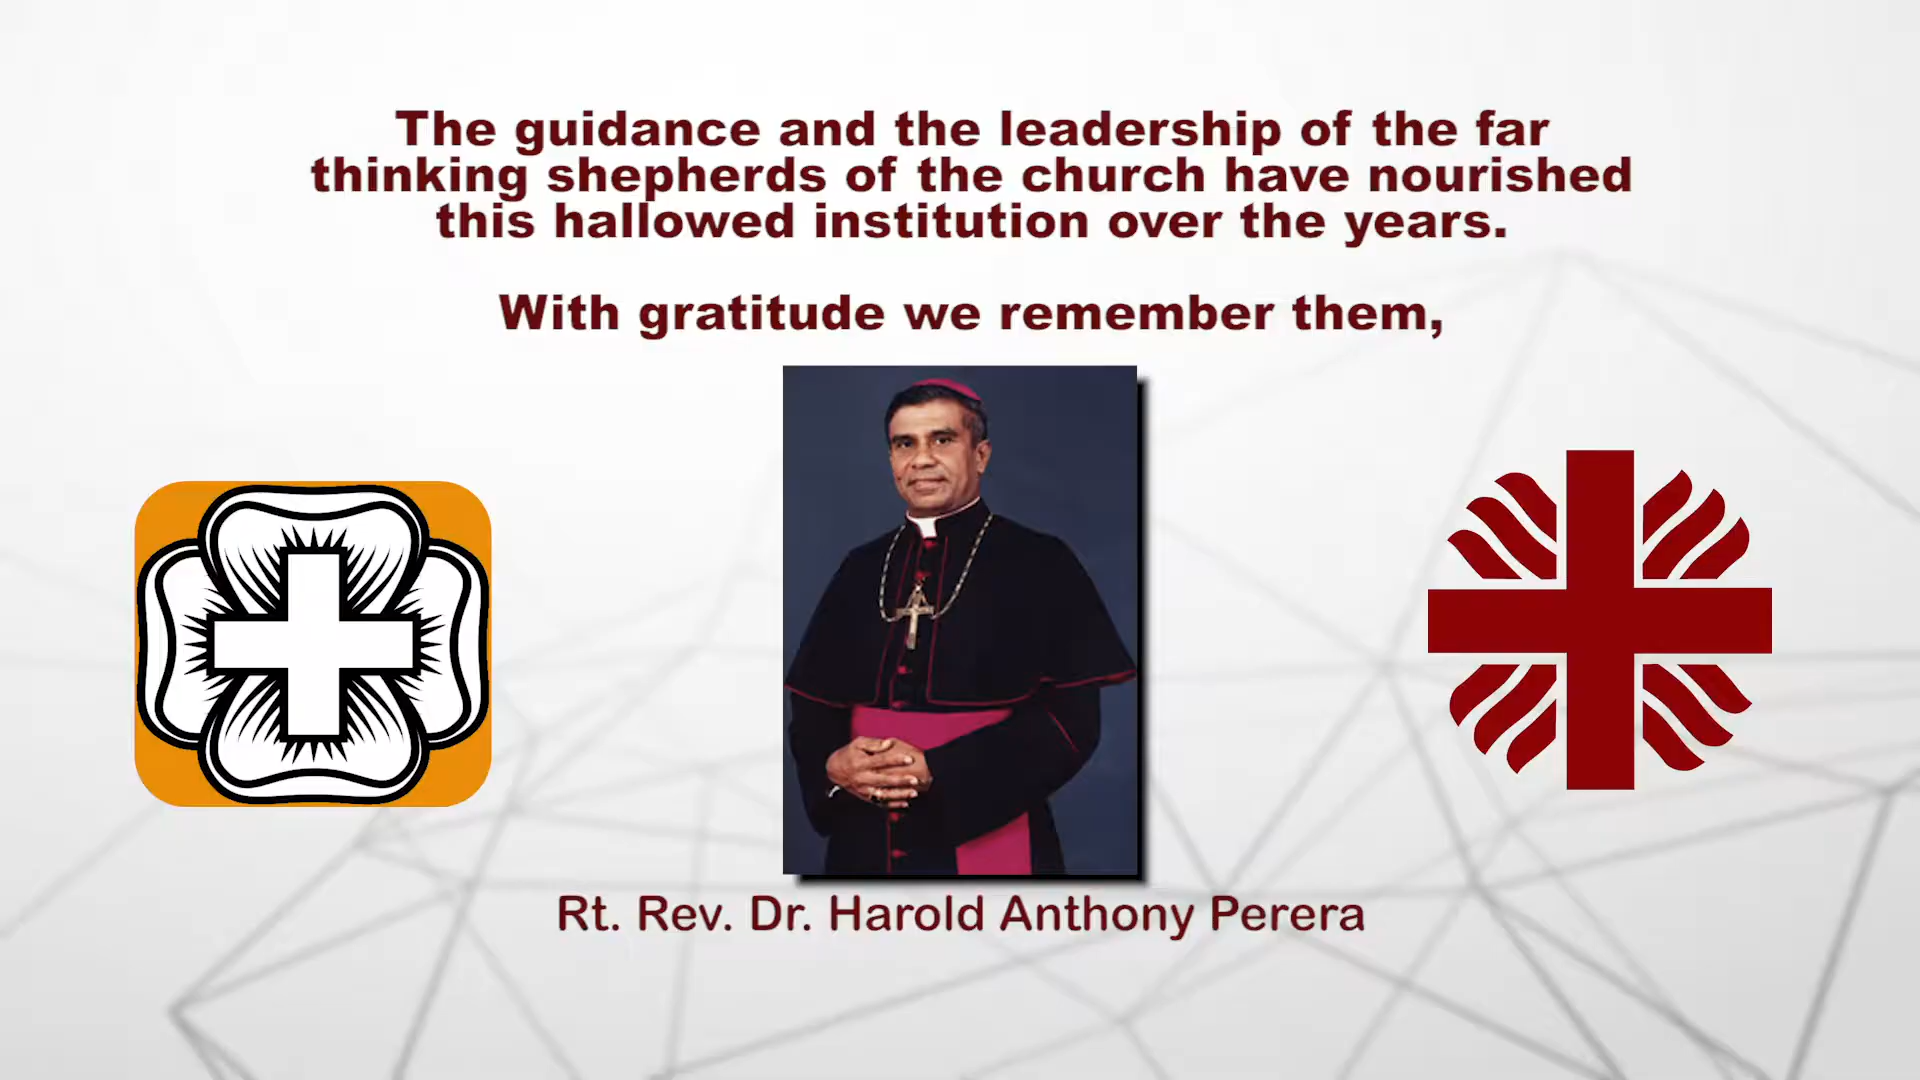 The guidance and the leadership of the far
thinking shepherds of the church have nourished
this hallowed institution over the years.
With gratitude we remember them,
Rt. Rev. Dr. Harold Anthony Perera